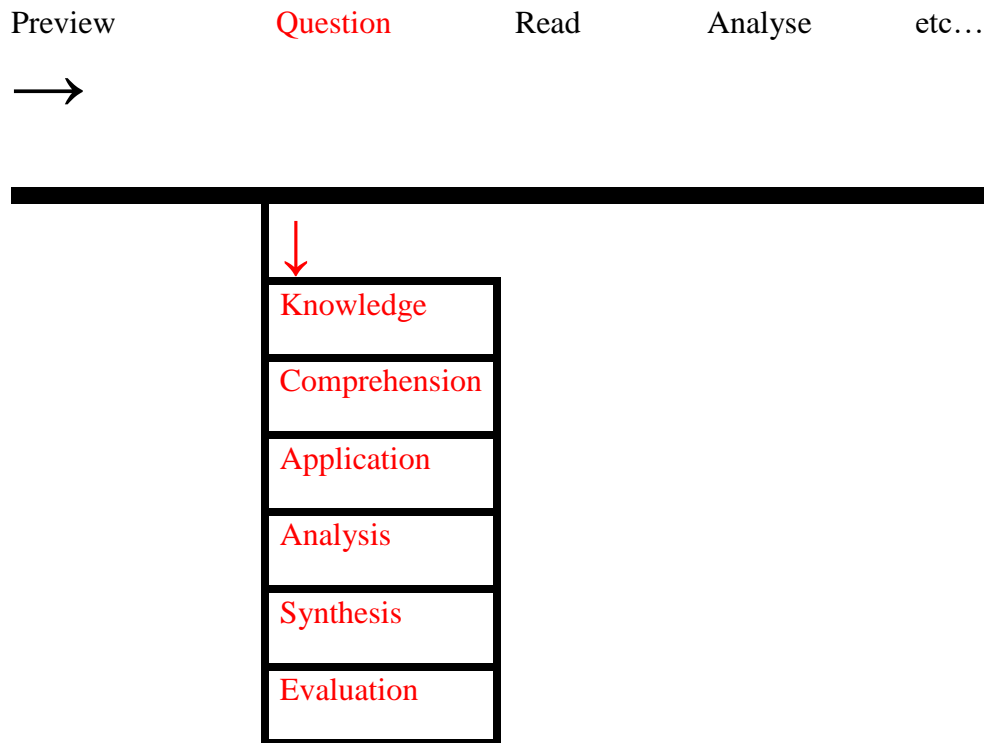 Preview Question Read Analyse etc…
Knowledge
Comprehension
Application
Analysis
Synthesis
Evaluation